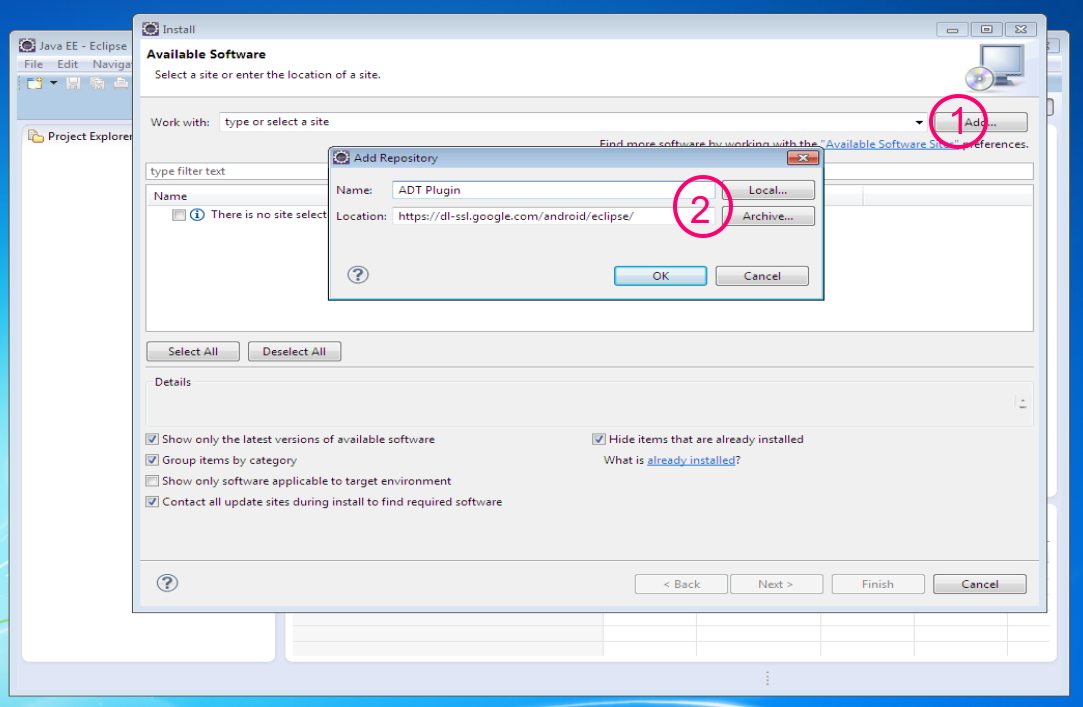 Install
Java EE - Eclipse
File Edit Naviga
Available Software
Select a site or enter the location of a site.
Work with: type or select a site
Add...
1
Find more software by working with the "Available Software Sites" preferences.
Project Explorer
type filter text
Name
There is no site select
Add Repository
Name: ADT Plugin
Local...
Location: https://dl-ssl.google.com/android/eclipse/
Archive...
2
OK Cancel
Select All Deselect All
Details
Show only the latest versions of available software
Hide items that are already installed
Group items by category
What is already installed?
Show only software applicable to target environment
Contact all update sites during install to find required software
< Back Next > Finish Cancel